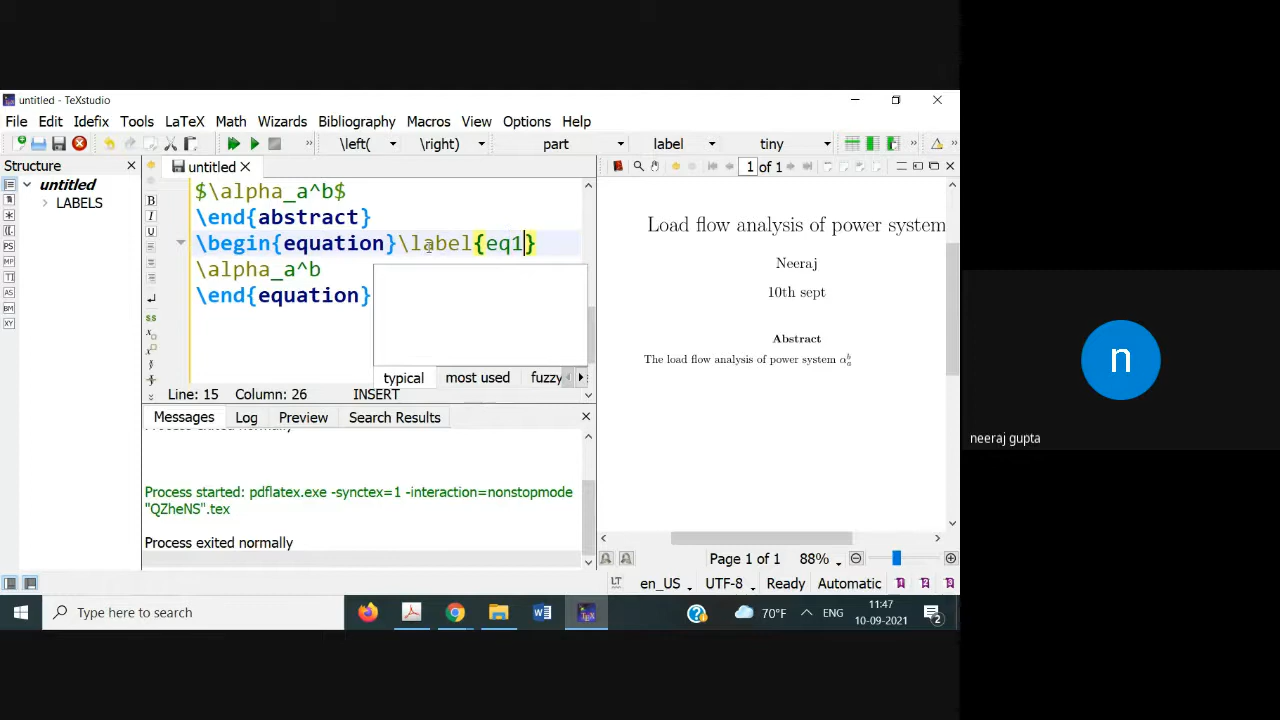 untitled - TeXstudio
File Edit Idefix Tools LaTeX Math Wizards Bibliography Macros View Options Help
» \left( \right) » part label tiny » »
Structure
untitled
LABELS
untitled
$\alpha_a^b$
\end{abstract}
\begin{equation}\label{eq1}
\alpha_a^b
\end{equation}
typical most used fuzzy
Line: 15 Column: 26 INSERT
Messages Log Preview Search Results
Process exited normally
Process started: pdflatex.exe -synctex=1 -interaction=nonstopmode
"QZheNS".tex
Process exited normally
1 of 1
Load flow analysis of power system
Neeraj
10th sept
Abstract
The load flow analysis of power system α_a^b
Page 1 of 1 88%
en_US UTF-8 Ready Automatic
Type here to search
70°F ENG
11:47
10-09-2021
2
n
neeraj gupta